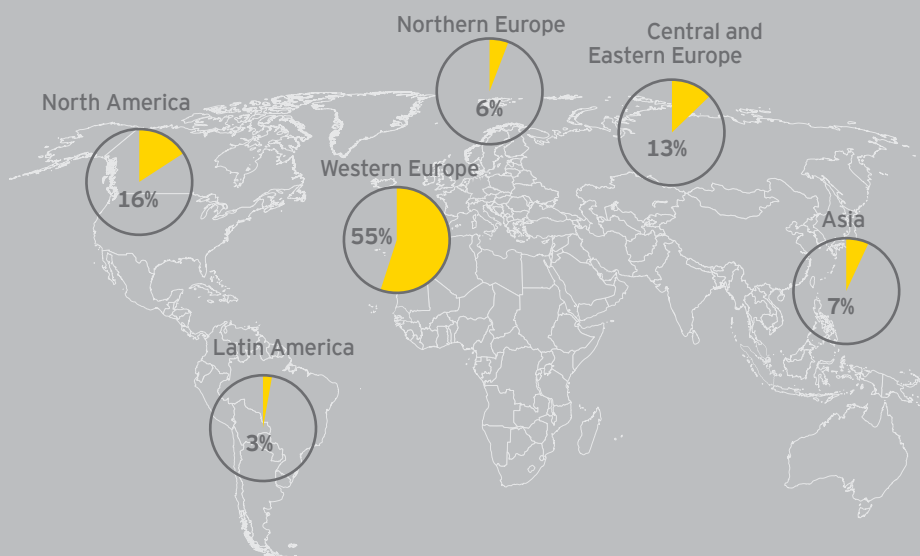 Northern Europe
6%
Central and
Eastern Europe
13%
North America
16%
Western Europe
55%
Asia
7%
Latin America
3%